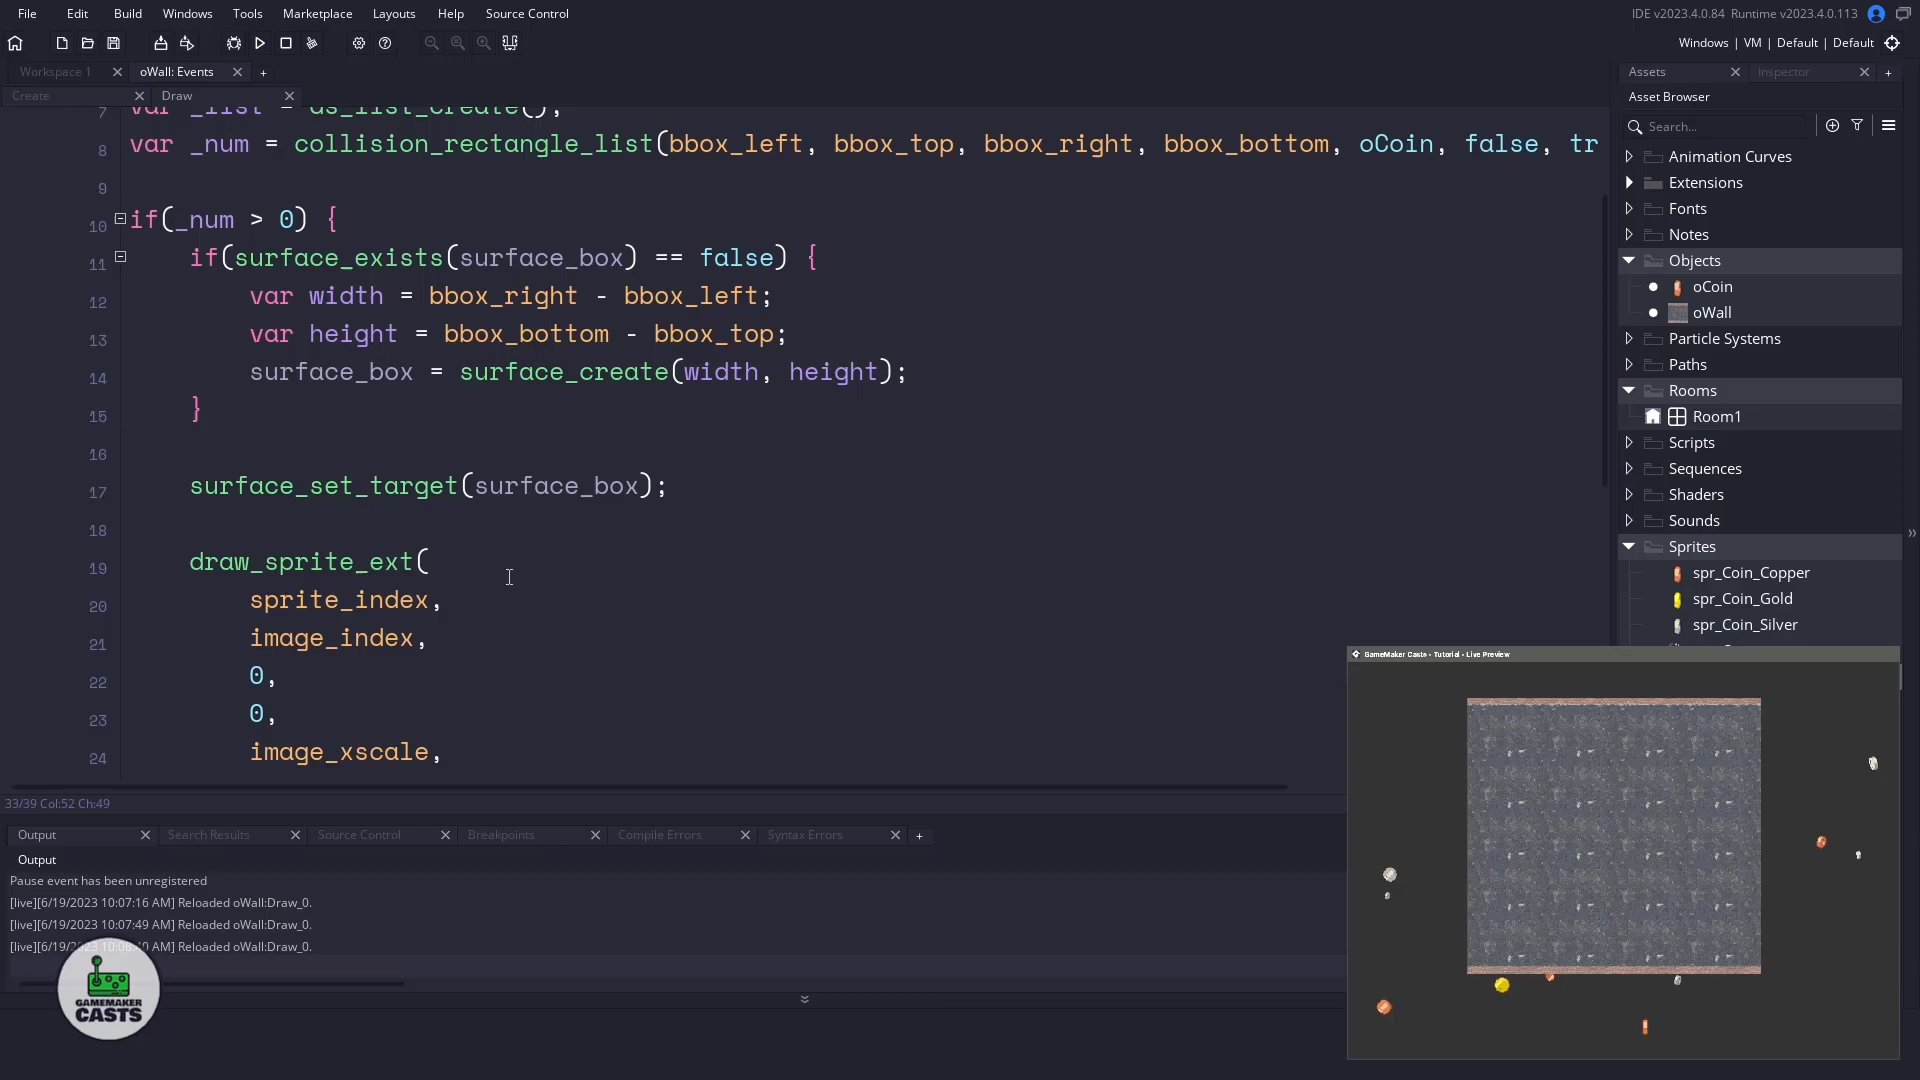 File Edit Build Windows Tools Marketplace Layouts Help Source Control
IDE v2023.4.0.84 Runtime v2023.4.0.113
Windows | VM | Default | Default
Workspace 1 oWall: Events +
Create Draw
7 var _list = ds_list_create();
8 var _num = collision_rectangle_list(bbox_left, bbox_top, bbox_right, bbox_bottom, oCoin, false, tr
9
10 if(_num > 0) {
11 if(surface_exists(surface_box) == false) {
12 var width = bbox_right - bbox_left;
13 var height = bbox_bottom - bbox_top;
14 surface_box = surface_create(width, height);
15 }
16
17 surface_set_target(surface_box);
18
19 draw_sprite_ext(
20 sprite_index,
21 image_index,
22 0,
23 0,
24 image_xscale,
33/39 Col:52 Ch:49
Output Search Results Source Control Breakpoints Compile Errors Syntax Errors +
Output
Pause event has been unregistered
[live][6/19/2023 10:07:16 AM] Reloaded oWall:Draw_0.
[live][6/19/2023 10:07:49 AM] Reloaded oWall:Draw_0.
AM] Reloaded oWall:Draw_0.
GAMEMAKER
CASTS
Assets Inspector +
Asset Browser
Search...
Animation Curves
Extensions
Fonts
Notes
Objects
oCoin
oWall
Particle Systems
Paths
Rooms
Room1
Scripts
Sequences
Shaders
Sounds
Sprites
spr_Coin_Copper
spr_Coin_Gold
spr_Coin_Silver
GameMaker Casts - Tutorial - Live Preview